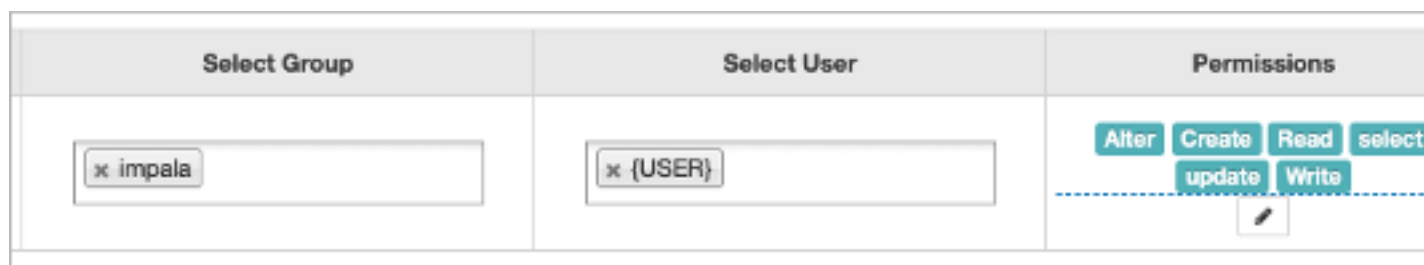 Select Group Select User Permissions
× impala × {USER} Alter Create Read select
update Write